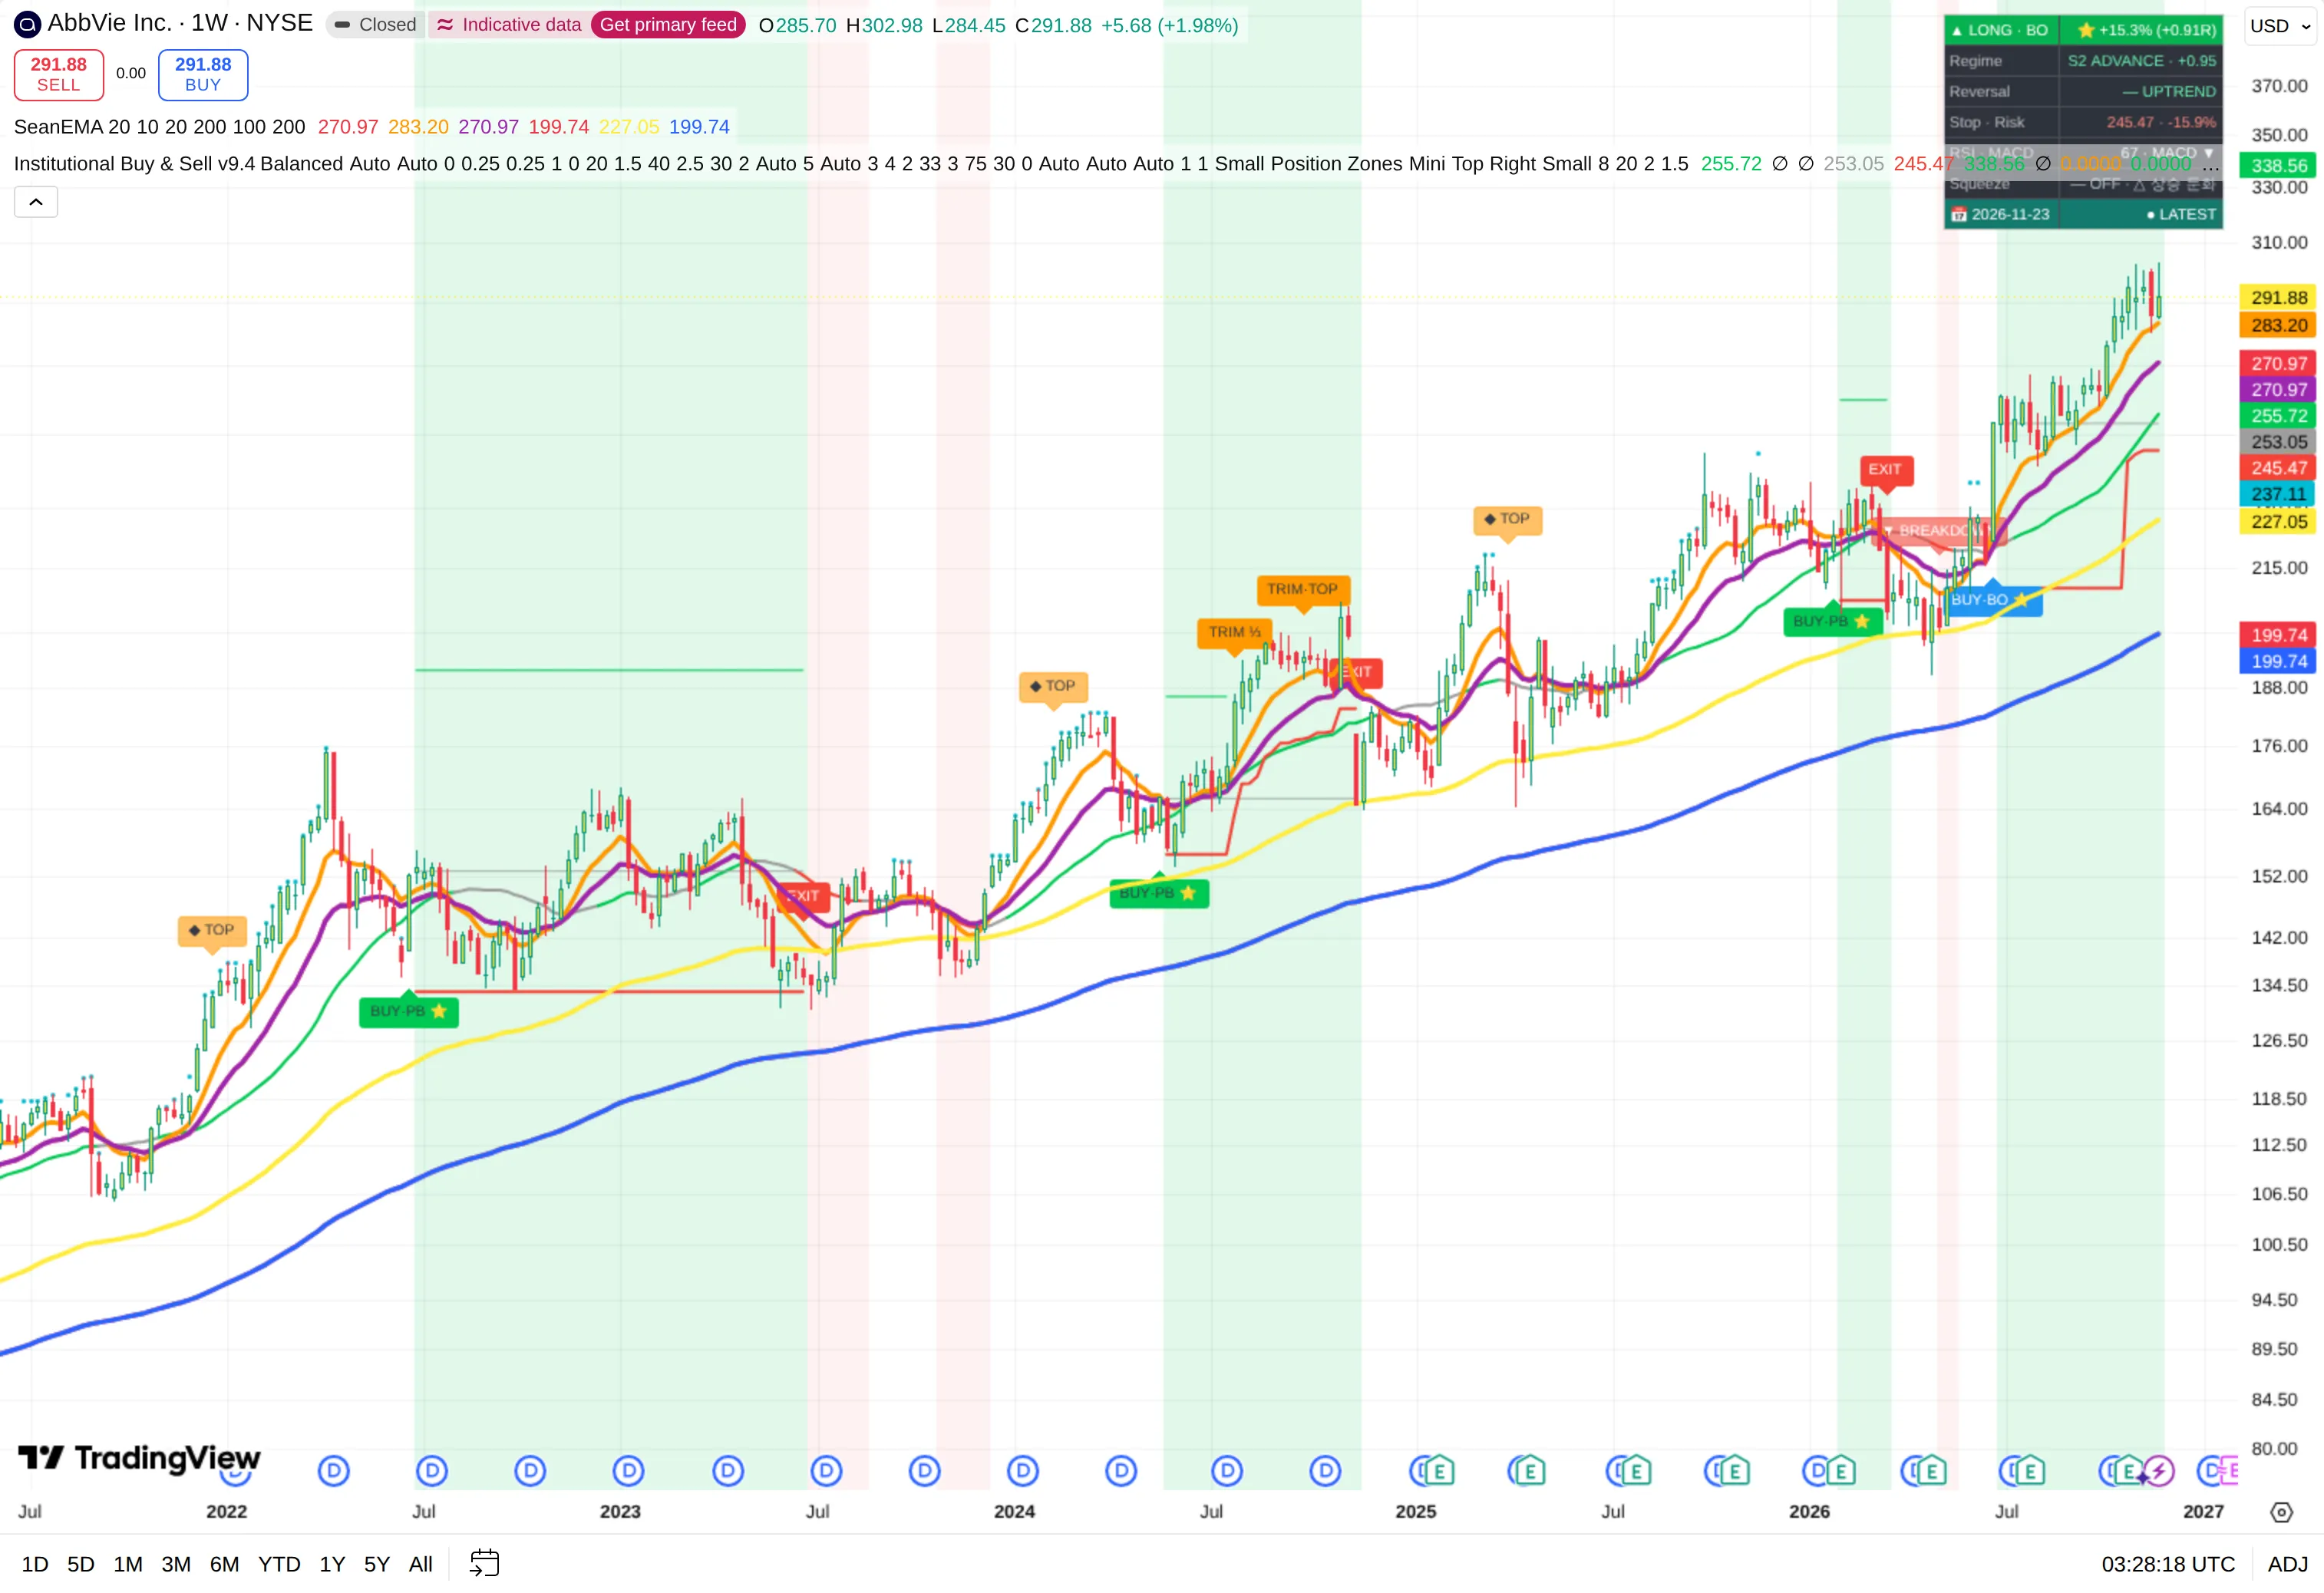 AbbVie Inc. · 1W · NYSE Closed ≈ Indicative data Get primary feed O285.70 H302.98 L284.45 C291.88 +5.68 (+1.98%)
291.88 SELL 0.00 291.88 BUY
SeanEMA 20 10 20 200 100 200 270.97 283.20 270.97 199.74 227.05 199.74
Institutional Buy & Sell v9.4 Balanced Auto Auto 0 0.25 0.25 1 0 20 1.5 40 2.5 30 2 Auto 5 Auto 3 4 2 33 3 75 30 0 Auto Auto Auto 1 1 Small Position Zones Mini Top Right Small 8 20 2 1.5 255.72 ∅ ∅ 253.05 245.47 338.56 ∅ 0.0000 0.0000 ...
▲ LONG · BO ⭐ +15.3% (+0.91R)
Regime S2 ADVANCE · +0.95
Reversal — UPTREND
Stop · Risk 245.47 · -15.9%
RSI · MACD 67 · MACD ▼
Squeeze — OFF · △ 상승 둔화
2026-11-23 ● LATEST
USD
370.00
350.00
338.56
330.00
310.00
291.88
283.20
270.97
270.97
255.72
253.05
245.47
237.11
227.05
215.00
199.74
199.74
188.00
176.00
164.00
152.00
142.00
134.50
126.50
118.50
112.50
106.50
100.50
94.50
89.50
84.50
80.00
◆ TOP
BUY·PB ⭐
EXIT
◆ TOP
BUY·PB ⭐
TRIM ⅓
TRIM·TOP
EXIT
◆ TOP
BUY·PB ⭐
EXIT
BUY·BO ⭐
TradingView
D D D D D D D D D D D D E E E D E E E E E D E
Jul 2022 Jul 2023 Jul 2024 Jul 2025 Jul 2026 Jul 2027
1D 5D 1M 3M 6M YTD 1Y 5Y All 03:28:18 UTC ADJ